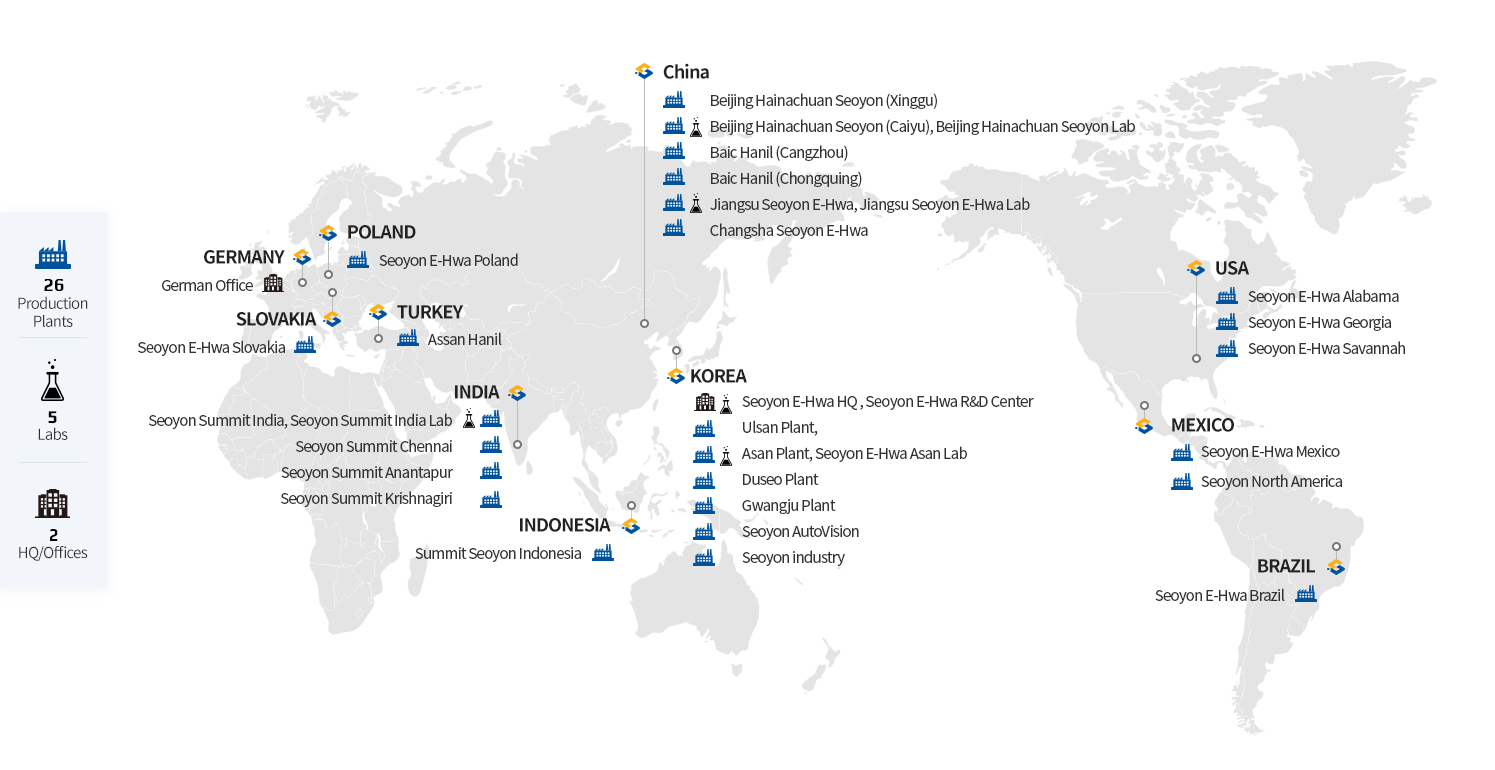 26
Production
Plants
5
Labs
2
HQ/Offices
China
Beijing Hainachuan Seoyon (Xinggu)
Beijing Hainachuan Seoyon (Caiyu), Beijing Hainachuan Seoyon Lab
Baic Hanil (Cangzhou)
Baic Hanil (Chongquing)
Jiangsu Seoyon E-Hwa, Jiangsu Seoyon E-Hwa Lab
Changsha Seoyon E-Hwa
POLAND
Seoyon E-Hwa Poland
GERMANY
German Office
SLOVAKIA
Seoyon E-Hwa Slovakia
TURKEY
Assan Hanil
INDIA
Seoyon Summit India, Seoyon Summit India Lab
Seoyon Summit Chennai
Seoyon Summit Anantapur
Seoyon Summit Krishnagiri
INDONESIA
Summit Seoyon Indonesia
KOREA
Seoyon E-Hwa HQ , Seoyon E-Hwa R&D Center
Ulsan Plant,
Asan Plant, Seoyon E-Hwa Asan Lab
Duseo Plant
Gwangju Plant
Seoyon AutoVision
Seoyon industry
USA
Seoyon E-Hwa Alabama
Seoyon E-Hwa Georgia
Seoyon E-Hwa Savannah
MEXICO
Seoyon E-Hwa Mexico
Seoyon North America
BRAZIL
Seoyon E-Hwa Brazil